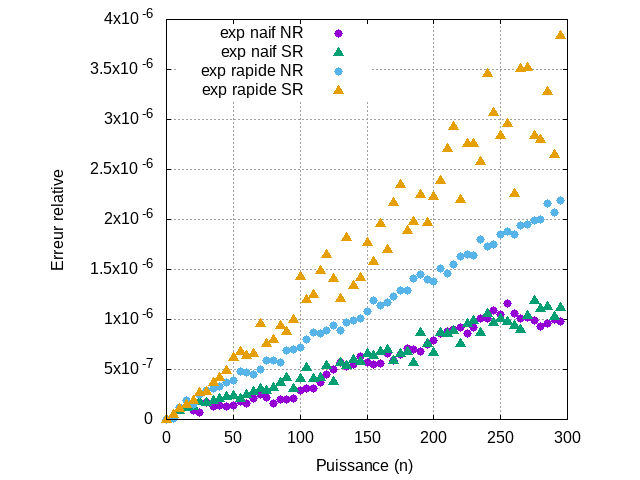 4x10 -6
3.5x10 -6
3x10 -6
2.5x10 -6
2x10 -6
1.5x10 -6
1x10 -6
5x10 -7
0
Erreur relative
exp naif NR
exp naif SR
exp rapide NR
exp rapide SR
0 50 100 150 200 250 300
Puissance (n)